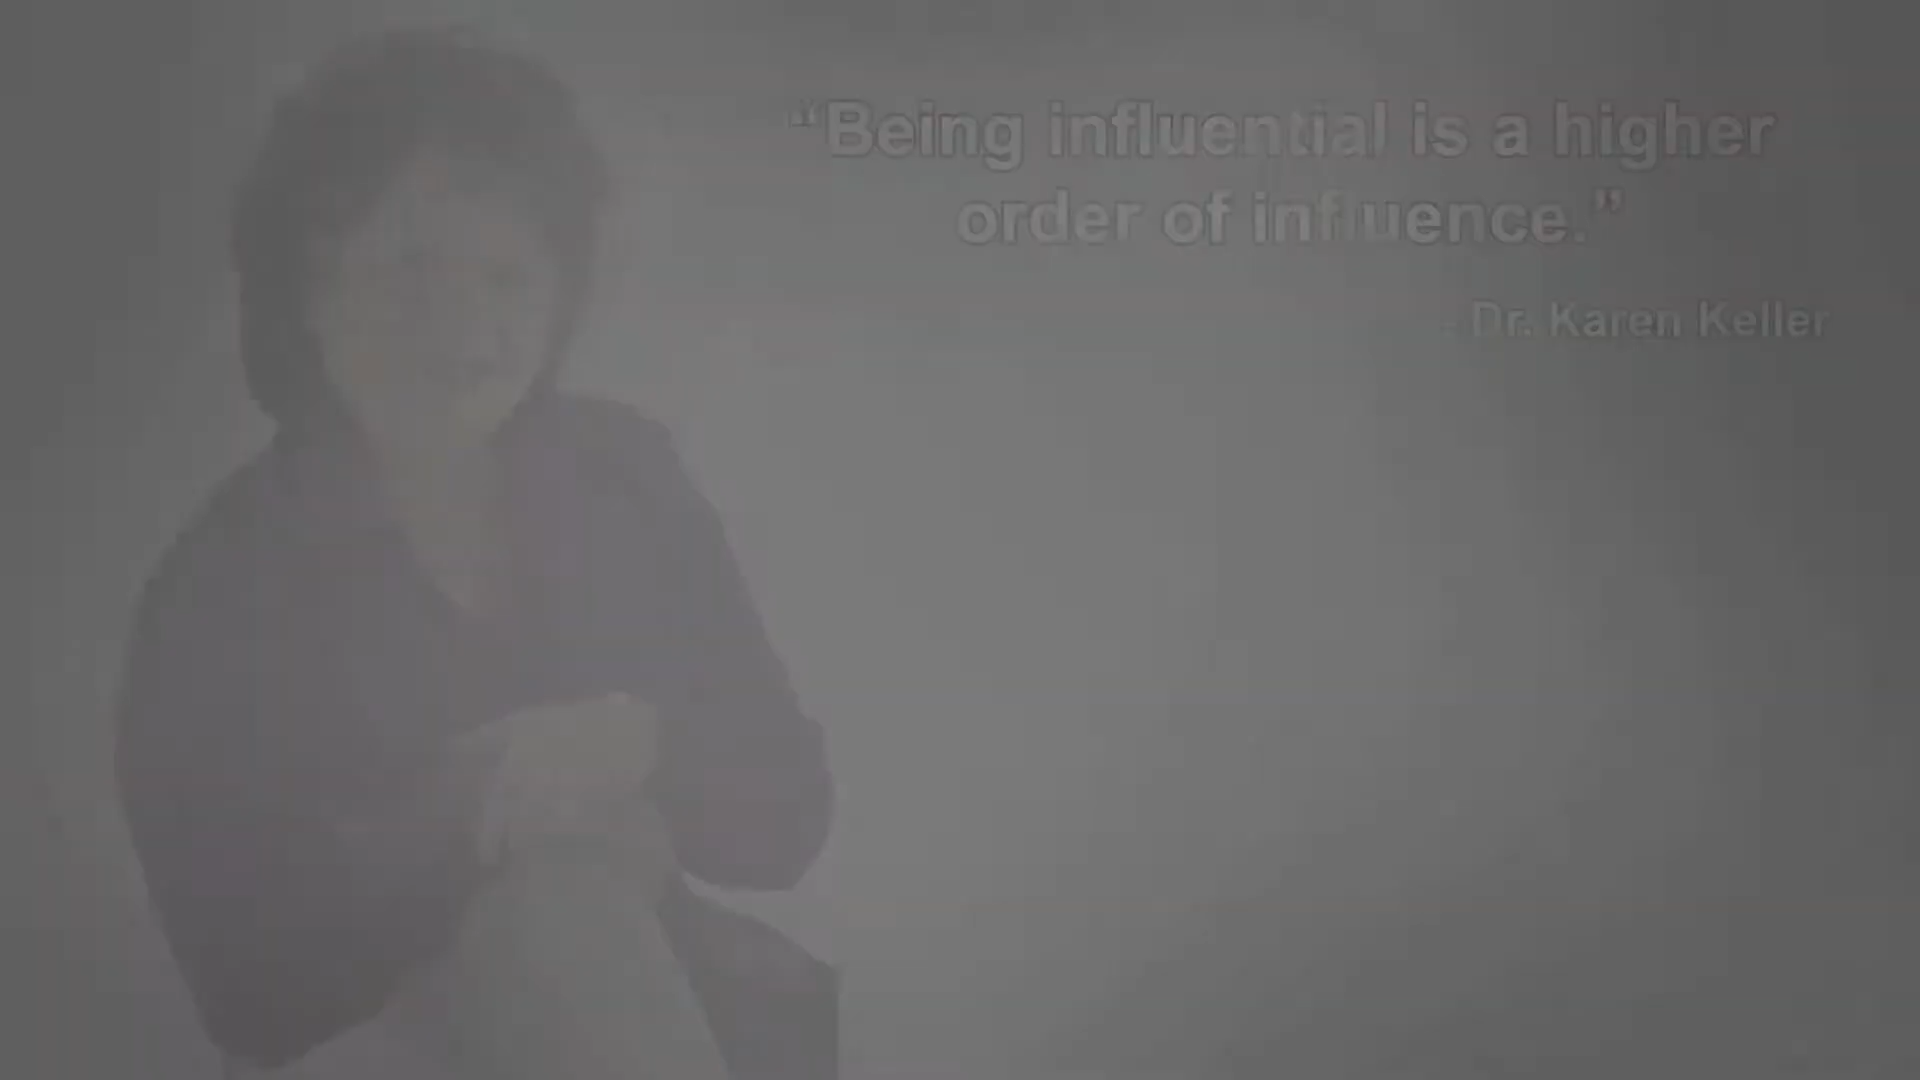 "Being influential is a higher
order of influence."
- Dr. Karen Keller